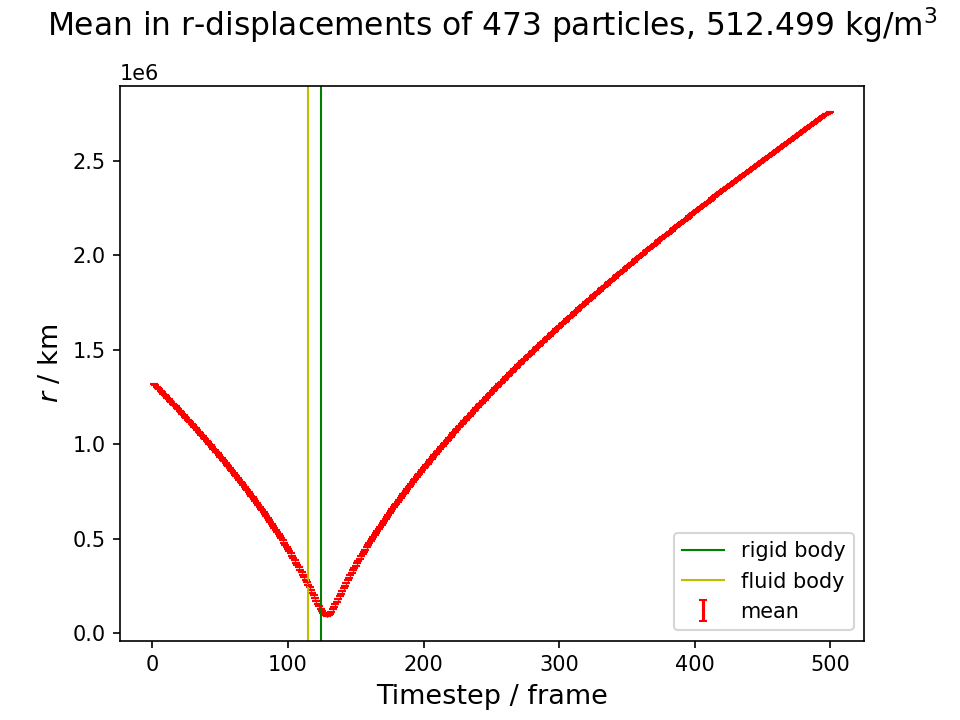 Mean in r-displacements of 473 particles, 512.499 kg/m³
1e6
2.5
2.0
1.5
1.0
0.5
0.0
r / km
0 100 200 300 400 500
Timestep / frame
rigid body
fluid body
mean